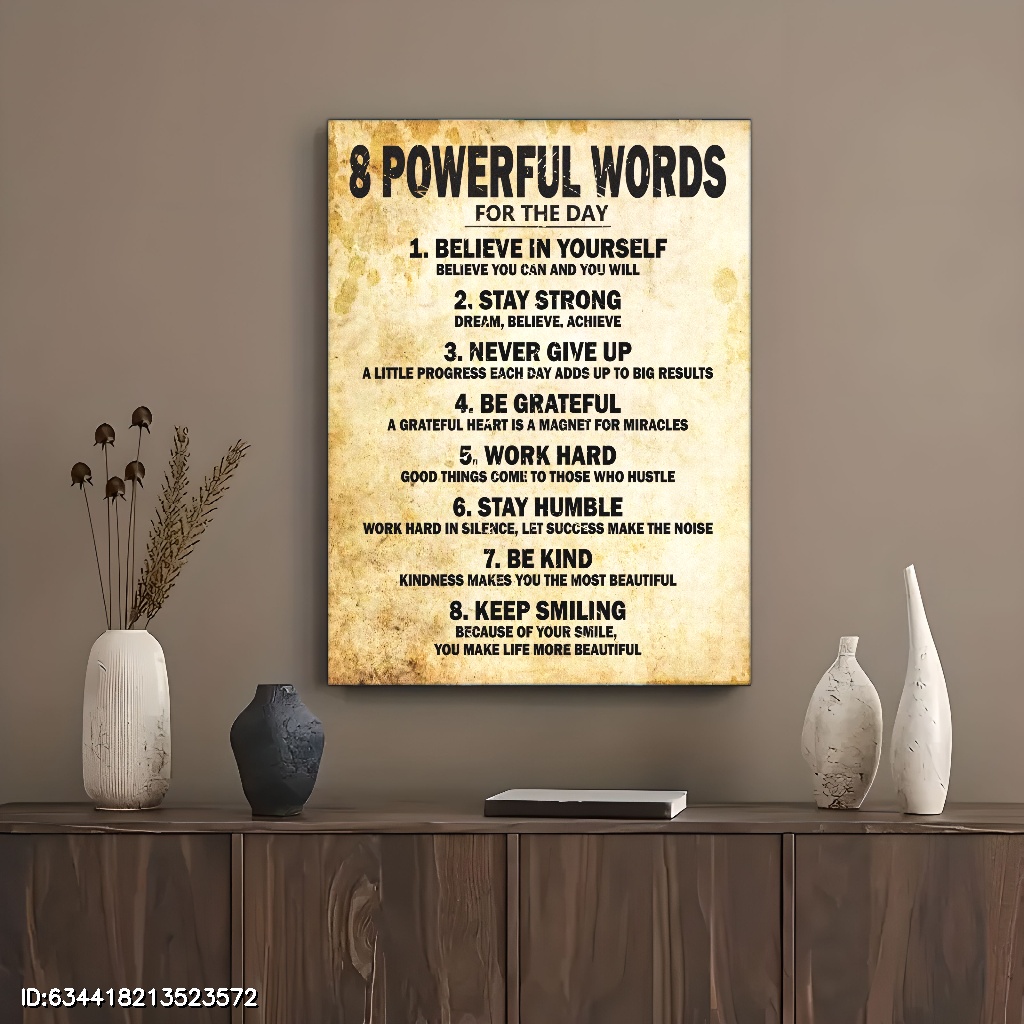 8 POWERFUL WORDS
FOR THE DAY
1. BELIEVE IN YOURSELF
BELIEVE YOU CAN AND YOU WILL
2. STAY STRONG
DREAM, BELIEVE, ACHIEVE
3. NEVER GIVE UP
A LITTLE PROGRESS EACH DAY ADDS UP TO BIG RESULTS
4. BE GRATEFUL
A GRATEFUL HEART IS A MAGNET FOR MIRACLES
5. WORK HARD
GOOD THINGS COME TO THOSE WHO HUSTLE
6. STAY HUMBLE
WORK HARD IN SILENCE, LET SUCCESS MAKE THE NOISE
7. BE KIND
KINDNESS MAKES YOU THE MOST BEAUTIFUL
8. KEEP SMILING
BECAUSE OF YOUR SMILE,
YOU MAKE LIFE MORE BEAUTIFUL
ID:634418213523572